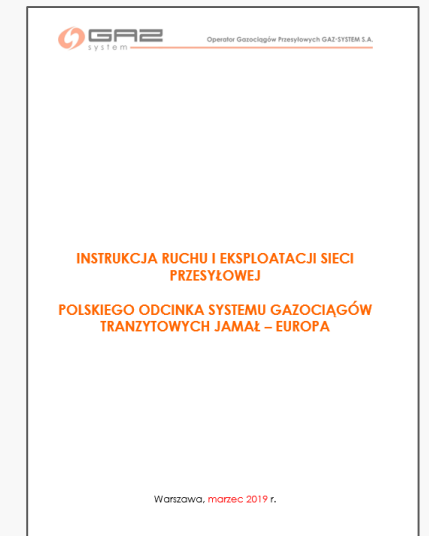 GAZ
system
Operator Gazociągów Przesyłowych GAZ-SYSTEM S.A.
INSTRUKCJA RUCHU I EKSPLOATACJI SIECI
PRZESYŁOWEJ
POLSKIEGO ODCINKA SYSTEMU GAZOCIĄGÓW
TRANZYTOWYCH JAMAŁ – EUROPA
Warszawa, marzec 2019 r.